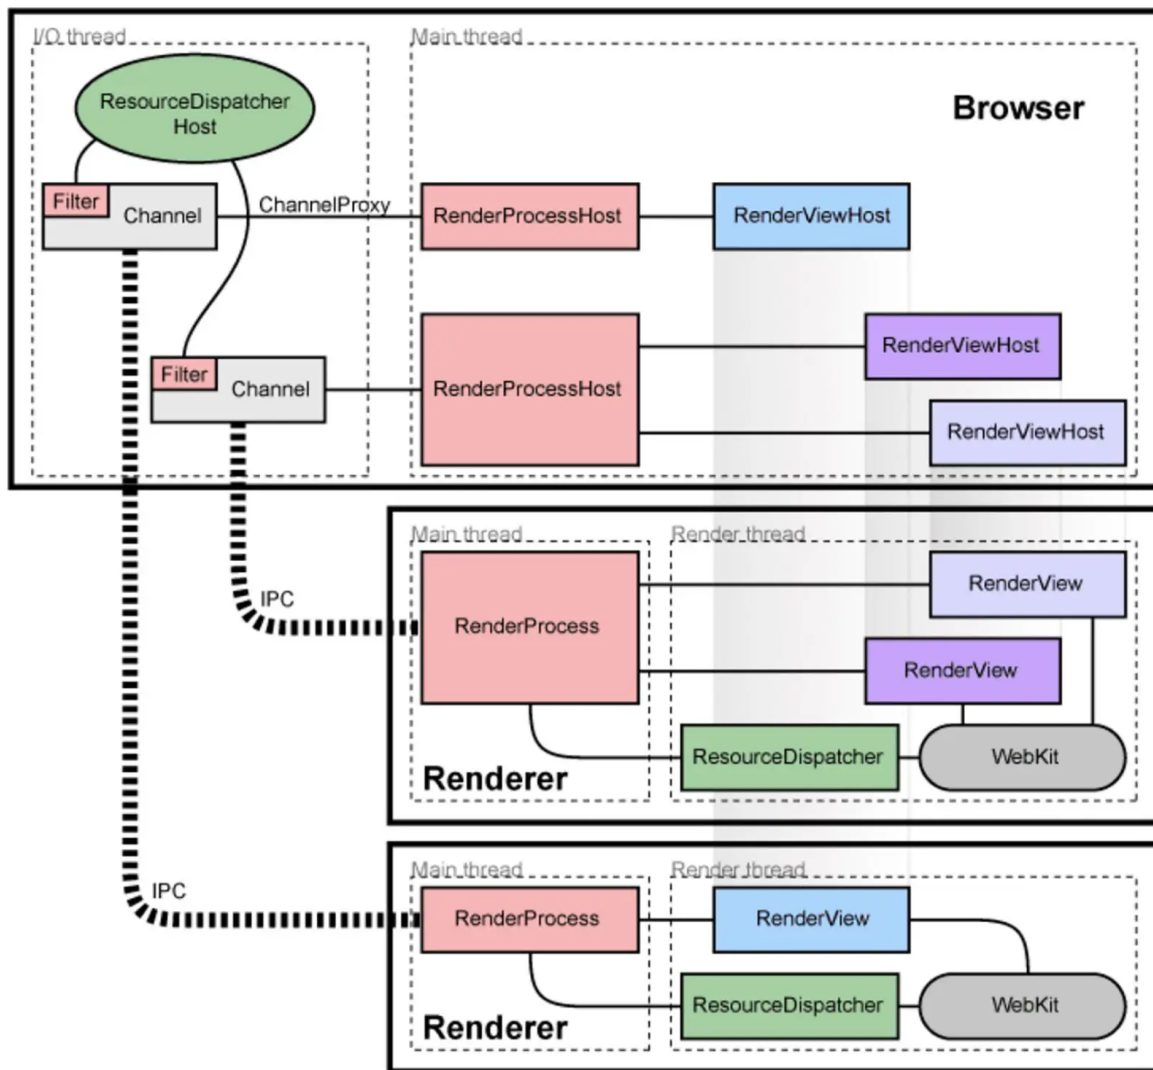 I/O thread
Main thread
ResourceDispatcher
Host
Browser
Filter
Channel
ChannelProxy
RenderProcessHost
RenderViewHost
RenderViewHost
Filter
Channel
RenderProcessHost
RenderViewHost
Main thread
Render thread
RenderView
IPC
RenderProcess
RenderView
ResourceDispatcher
WebKit
Renderer
Main thread
Render thread
IPC
RenderProcess
RenderView
ResourceDispatcher
WebKit
Renderer